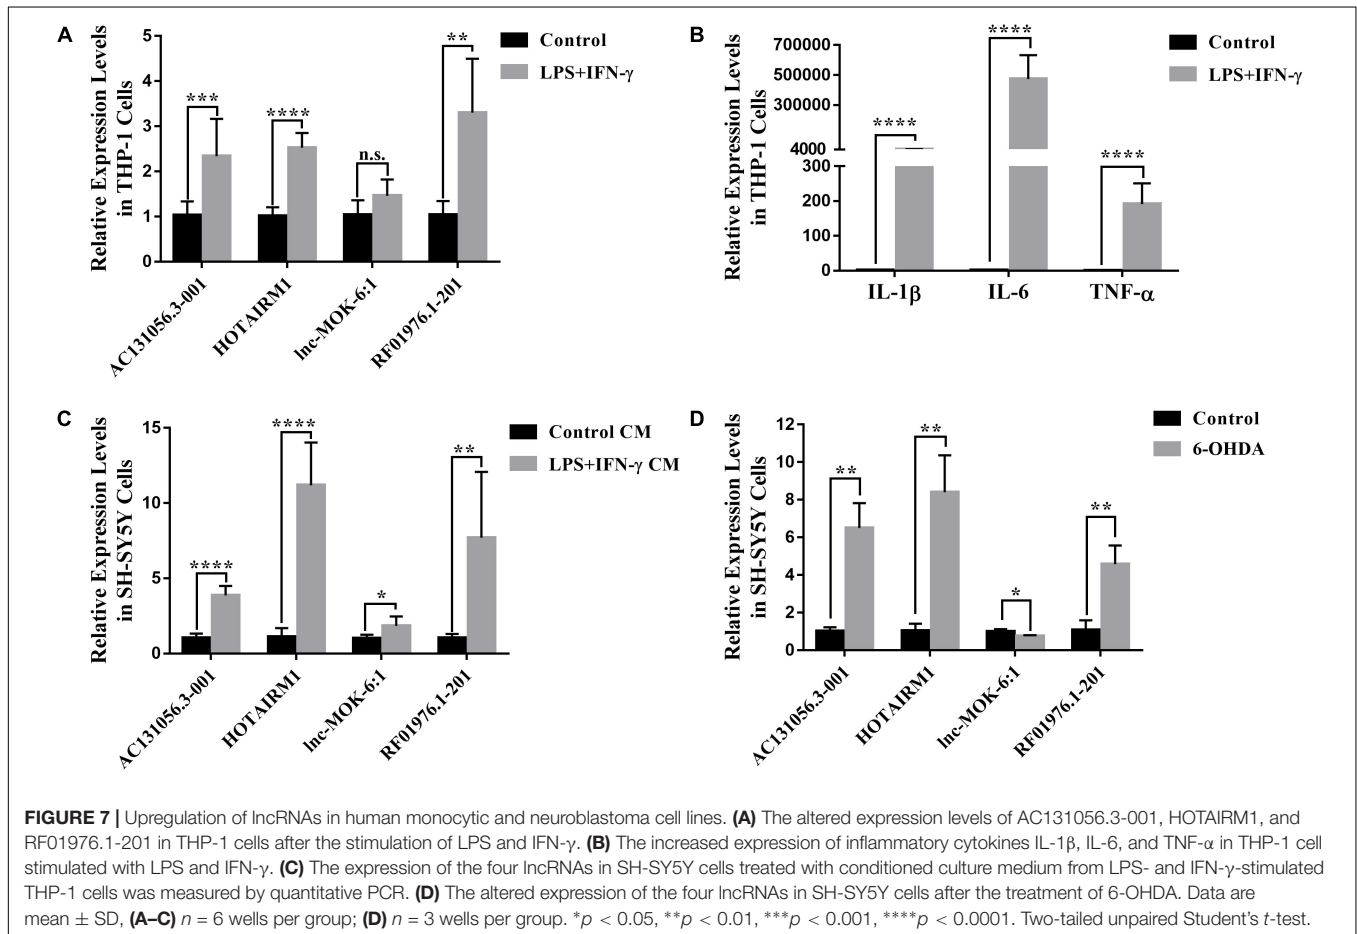 A
Relative Expression Levels
in THP-1 Cells
5
4
3
2
1
0
***
****
n.s.
**
Control
LPS+IFN-γ
AC131056.3-001
HOTAIRM1
lnc-MOK-6:1
RF01976.1-201
B
Relative Expression Levels
in THP-1 Cells
700000
500000
300000
4000
300
200
100
0
****
****
****
Control
LPS+IFN-γ
IL-1β
IL-6
TNF-α
C
Relative Expression Levels
in SH-SY5Y Cells
15
10
5
0
****
****
*
**
Control CM
LPS+IFN-γ CM
AC131056.3-001
HOTAIRM1
lnc-MOK-6:1
RF01976.1-201
D
Relative Expression Levels
in SH-SY5Y Cells
12
10
8
6
4
2
0
**
**
*
**
Control
6-OHDA
AC131056.3-001
HOTAIRM1
lnc-MOK-6:1
RF01976.1-201
FIGURE 7 | Upregulation of lncRNAs in human monocytic and neuroblastoma cell lines. (A) The altered expression levels of AC131056.3-001, HOTAIRM1, and
RF01976.1-201 in THP-1 cells after the stimulation of LPS and IFN-γ. (B) The increased expression of inflammatory cytokines IL-1β, IL-6, and TNF-α in THP-1 cell
stimulated with LPS and IFN-γ. (C) The expression of the four lncRNAs in SH-SY5Y cells treated with conditioned culture medium from LPS- and IFN-γ-stimulated
THP-1 cells was measured by quantitative PCR. (D) The altered expression of the four lncRNAs in SH-SY5Y cells after the treatment of 6-OHDA. Data are
mean ± SD, (A–C) n = 6 wells per group; (D) n = 3 wells per group. *p < 0.05, **p < 0.01, ***p < 0.001, ****p < 0.0001. Two-tailed unpaired Student's t-test.